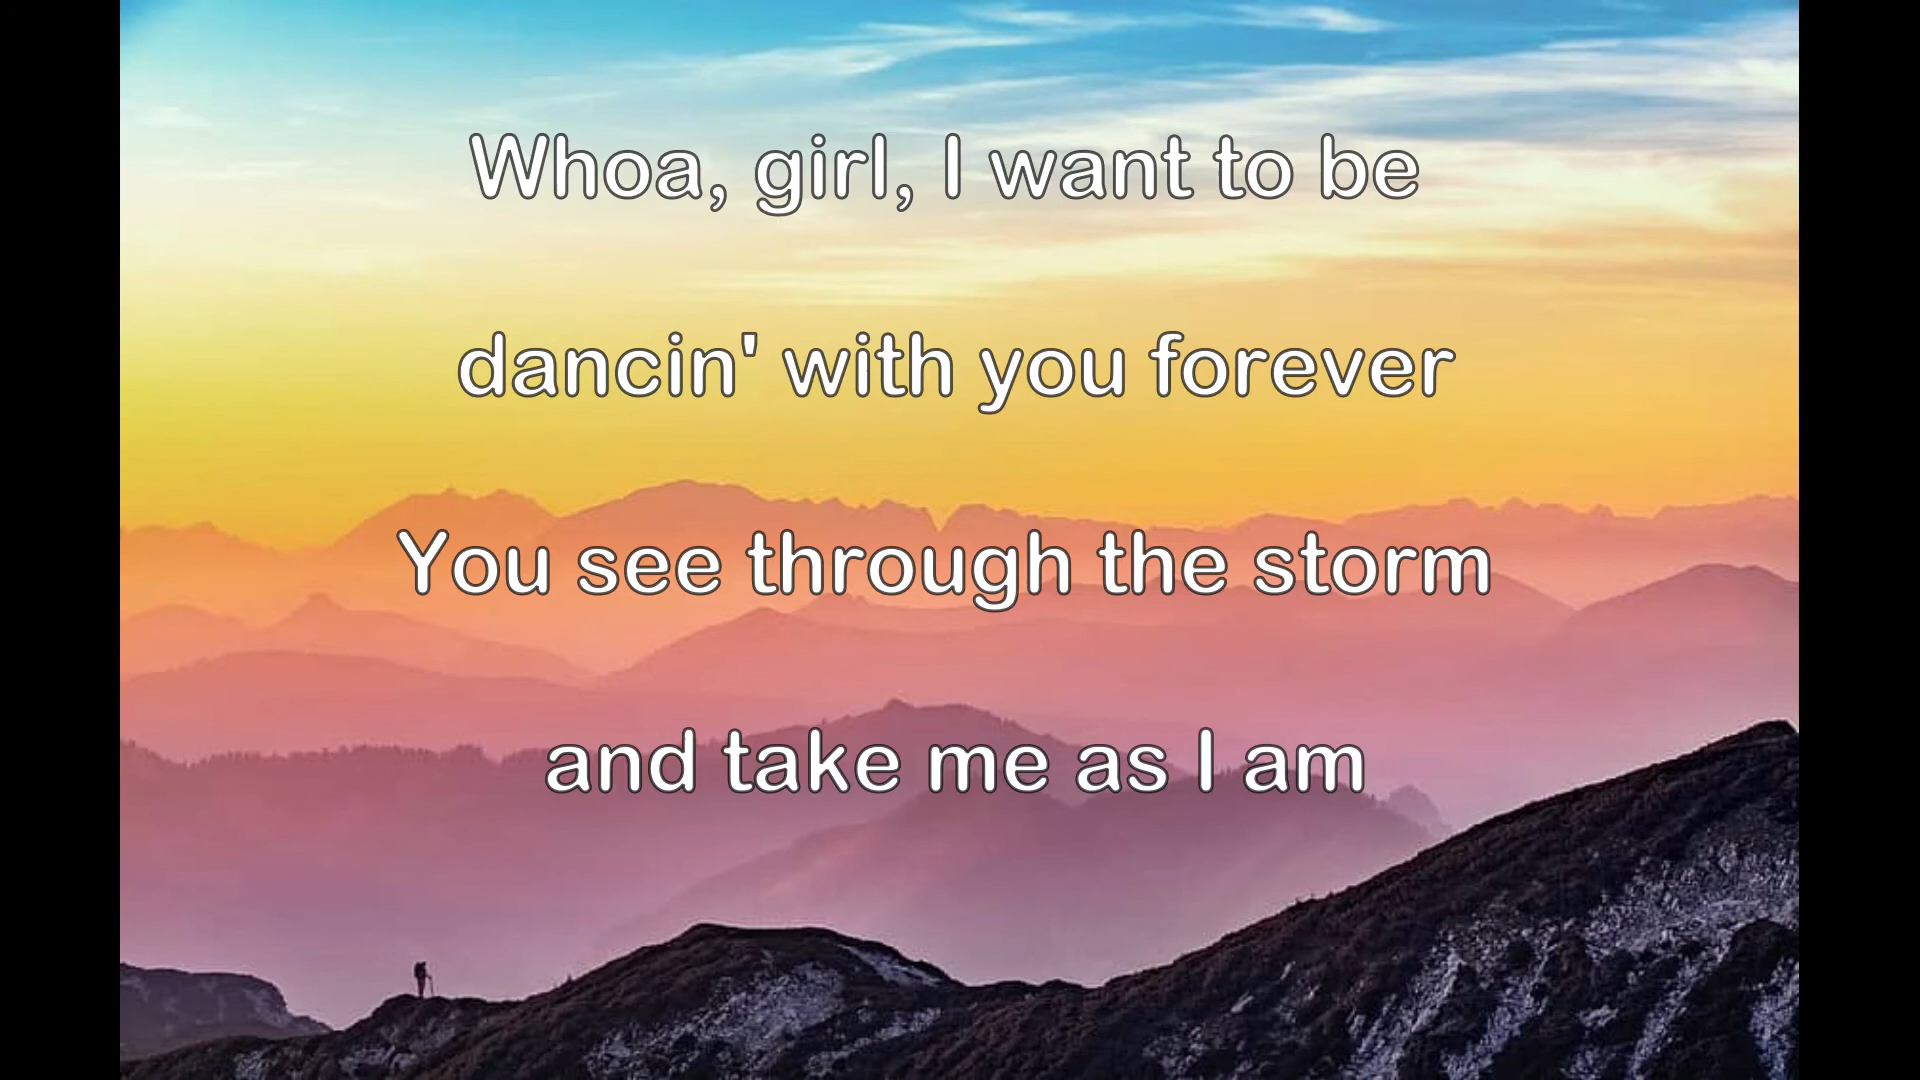 Whoa, girl, I want to be
dancin' with you forever
You see through the storm
and take me as I am